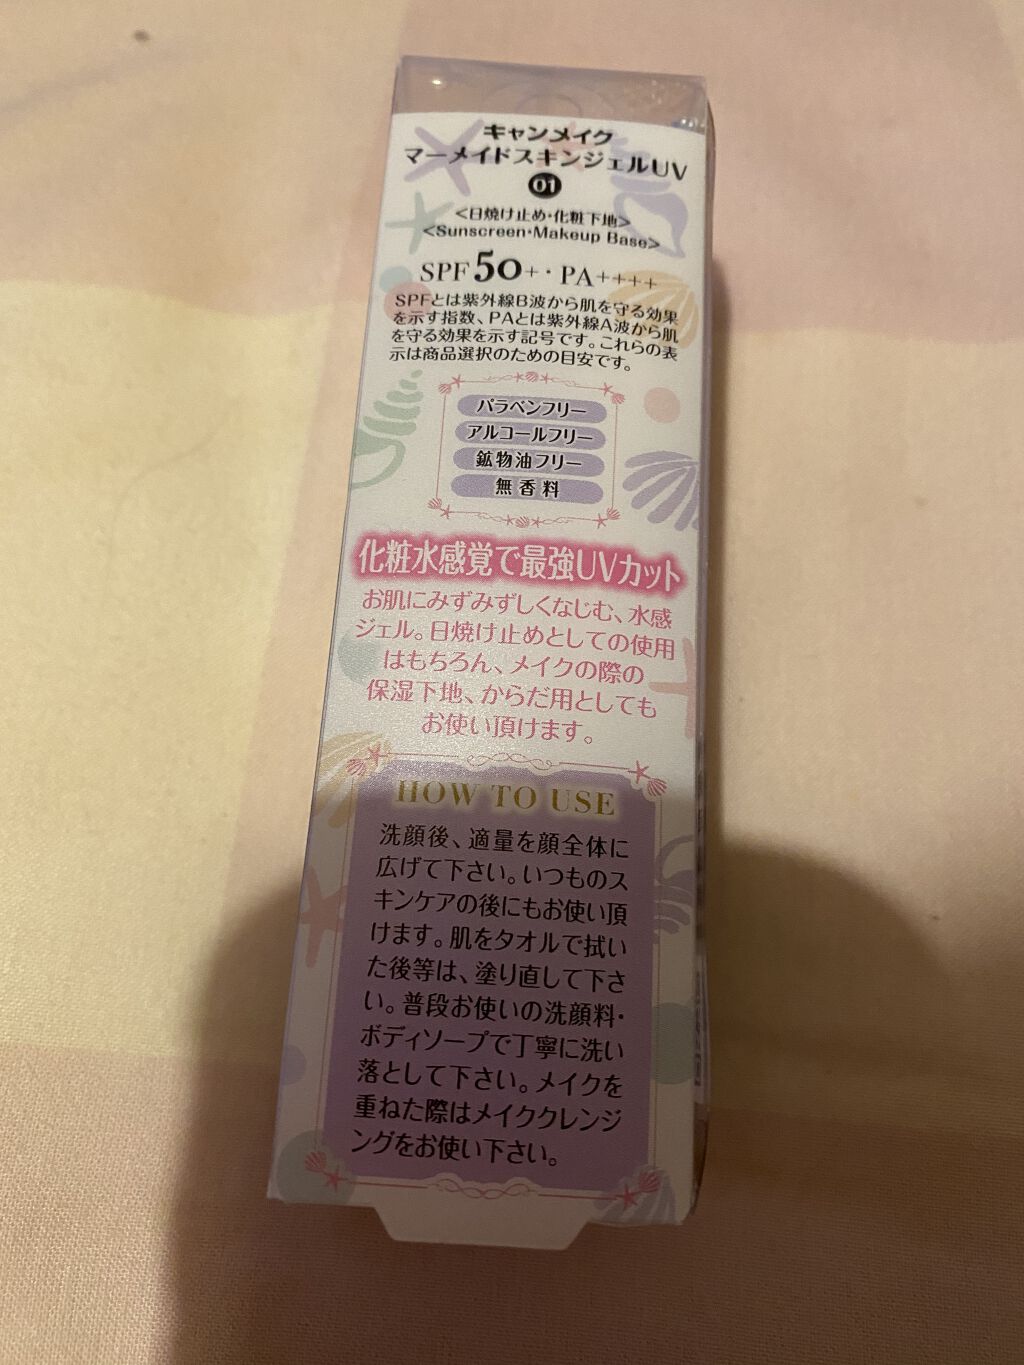 キャンメイク
マーメイドスキンジェルUV
01
<日焼け止め・化粧下地>
<Sunscreen・Makeup Base>
SPF50+・PA++++
SPFとは紫外線B波から肌を守る効果
を示す指数、PAとは紫外線A波から肌
を守る効果を示す記号です。これらの表
示は商品選択のための目安です。
パラベンフリー
アルコールフリー
鉱物油フリー
無香料
化粧水感覚で最強UVカット
お肌にみずみずしくなじむ、水感
ジェル。日焼け止めとしての使用
はもちろん、メイクの際の
保湿下地、からだ用としても
お使い頂けます。
HOW TO USE
洗顔後、適量を顔全体に
広げて下さい。いつものス
キンケアの後にもお使い頂
けます。肌をタオルで拭い
た後等は、塗り直して下さ
い。普段お使いの洗顔料・
ボディソープで丁寧に洗い
落として下さい。メイクを
重ねた際はメイククレンジ
ングをお使い下さい。